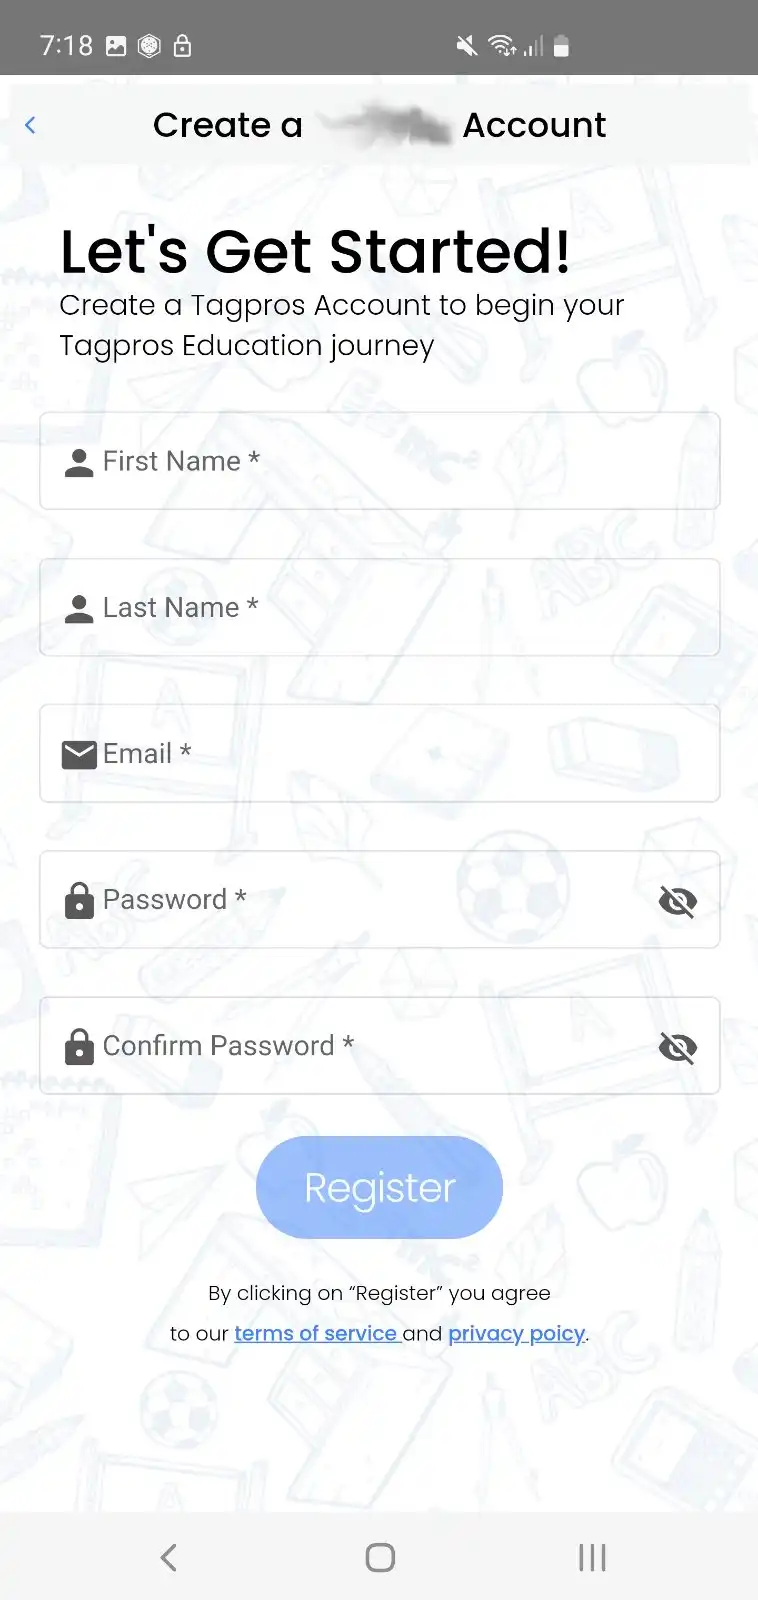 7:18
Create a Account
Let's Get Started!
Create a Tagpros Account to begin your
Tagpros Education journey
First Name *
Last Name *
Email *
Password *
Confirm Password *
Register
By clicking on “Register” you agree
to our terms of service and privacy poicy.